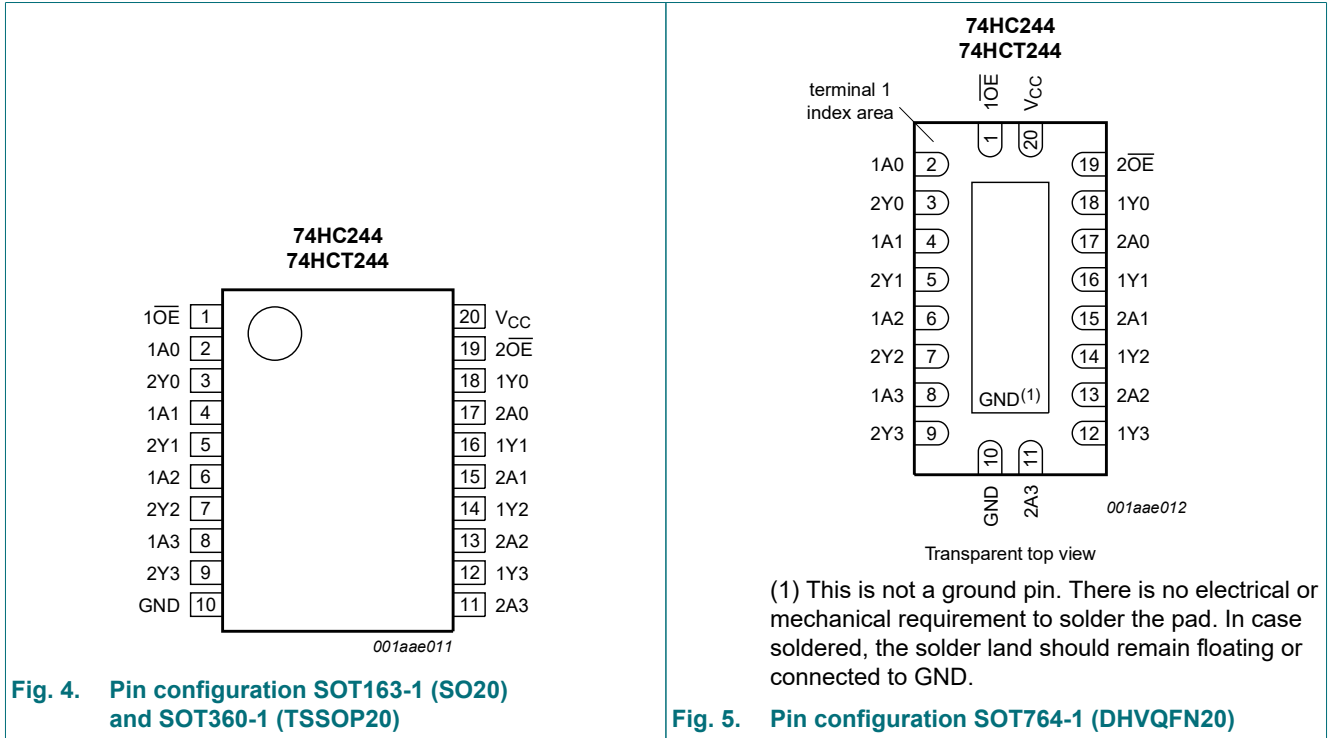 74HC244
74HCT244
1OE 1
1A0 2
2Y0 3
1A1 4
2Y1 5
1A2 6
2Y2 7
1A3 8
2Y3 9
GND 10
20 VCC
19 2OE
18 1Y0
17 2A0
16 1Y1
15 2A1
14 1Y2
13 2A2
12 1Y3
11 2A3
001aae011
Fig. 4. Pin configuration SOT163-1 (SO20)
and SOT360-1 (TSSOP20)
74HC244
74HCT244
terminal 1
index area
1OE
VCC
1
20
1A0 2
2Y0 3
1A1 4
2Y1 5
1A2 6
2Y2 7
1A3 8
2Y3 9
GND(1)
19 2OE
18 1Y0
17 2A0
16 1Y1
15 2A1
14 1Y2
13 2A2
12 1Y3
10
11
GND
2A3
001aae012
Transparent top view
(1) This is not a ground pin. There is no electrical or
mechanical requirement to solder the pad. In case
soldered, the solder land should remain floating or
connected to GND.
Fig. 5. Pin configuration SOT764-1 (DHVQFN20)